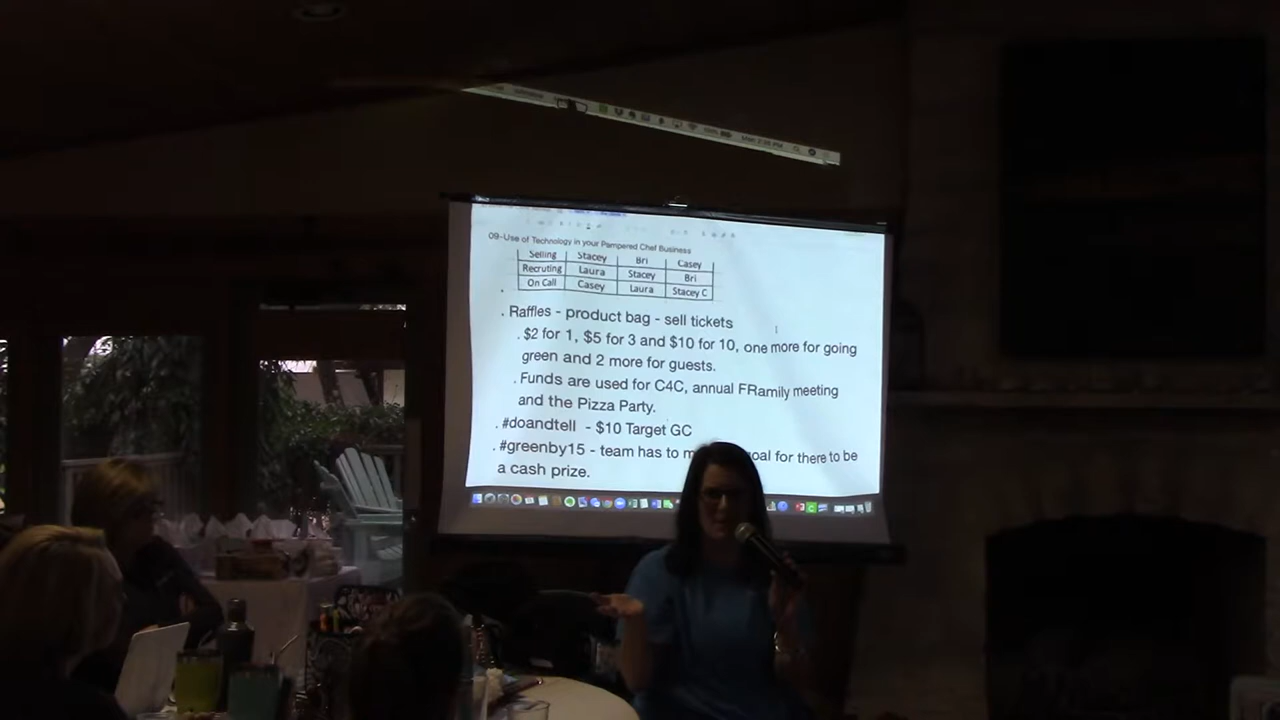 09-Use of Technology in your Pampered Chef Business
Selling Stacey Bri Casey
Recruting Laura Stacey Bri
On Call Casey Laura Stacey C
. Raffles - product bag - sell tickets
. $2 for 1, $5 for 3 and $10 for 10, one more for going
green and 2 more for guests.
. Funds are used for C4C, annual FRamily meeting
and the Pizza Party.
. #doandtell - $10 Target GC
. #greenby15 - team has to for there to be
a cash prize.